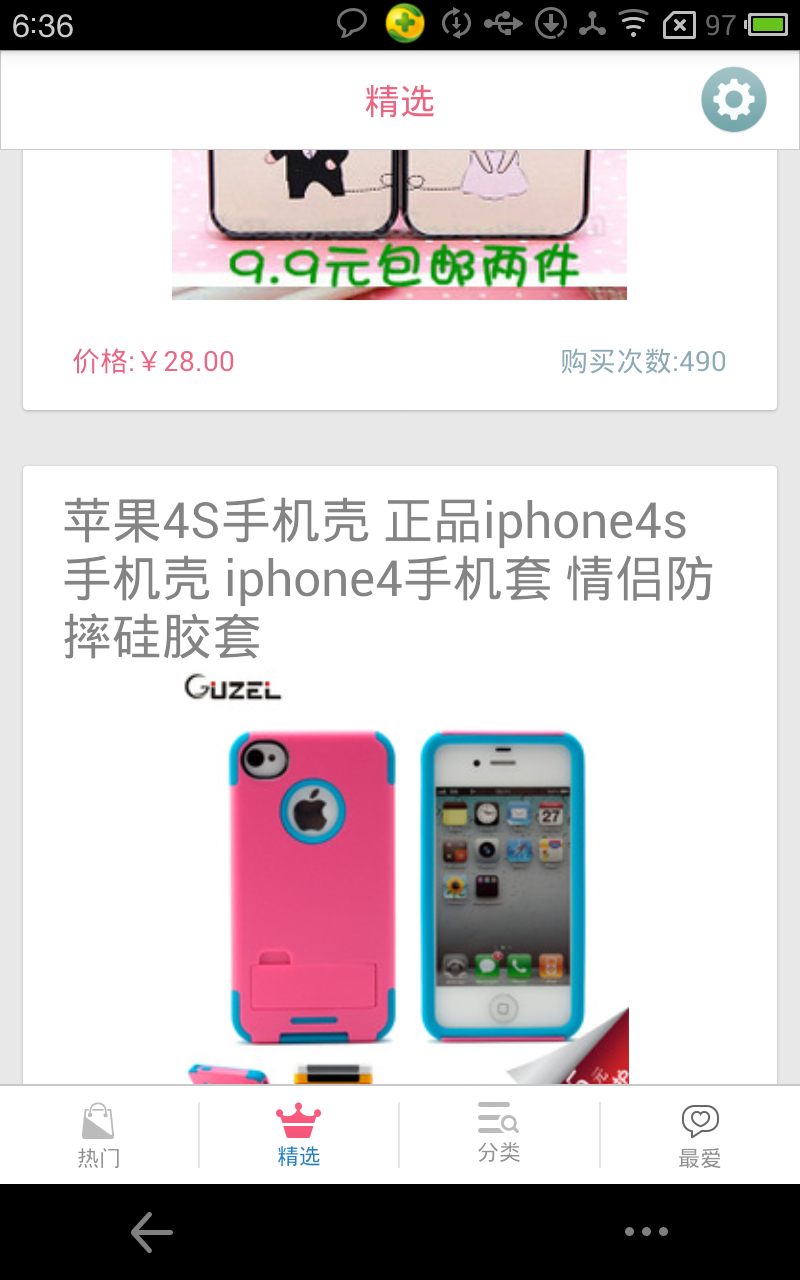 6:36
97
精选
9.9元包邮两件
价格:￥28.00
购买次数:490
苹果4S手机壳 正品iphone4s
手机壳 iphone4手机套 情侣防
摔硅胶套
GUZEL
27
热门
精选
分类
最爱